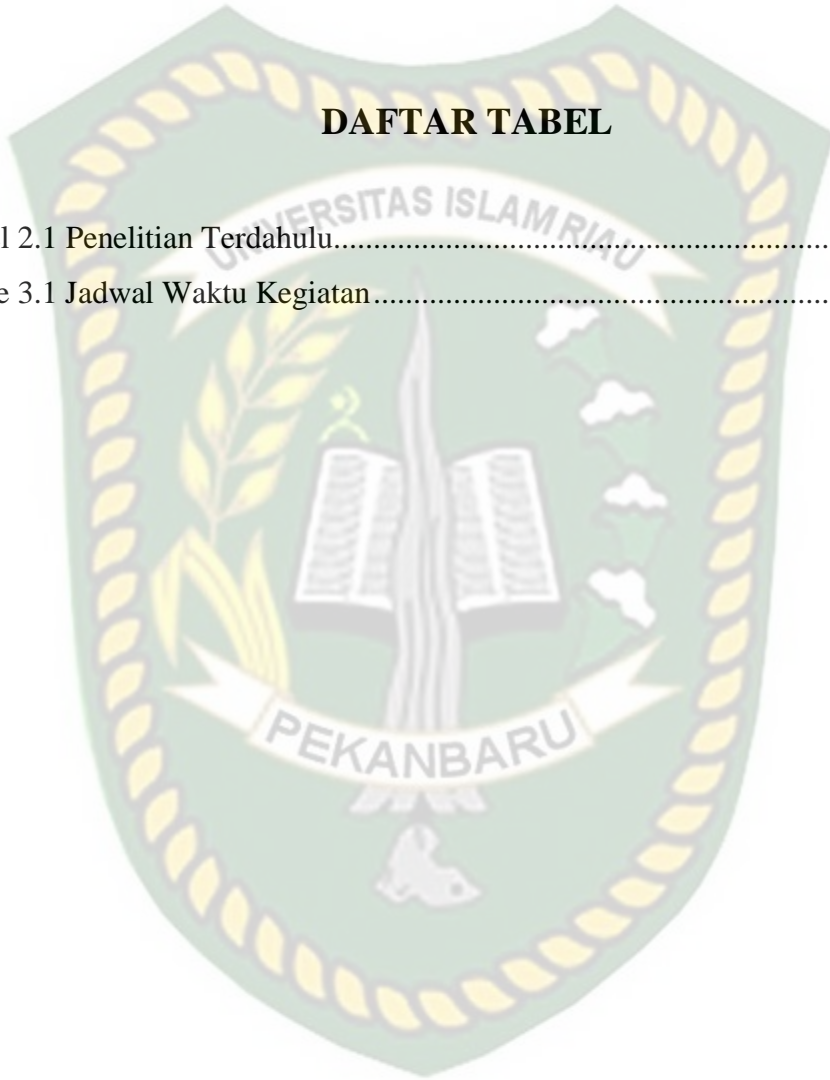 DAFTAR TABEL
UNIVERSITAS ISLAM RIAU
l 2.1 Penelitian Terdahulu.......................................................................
e 3.1 Jadwal Waktu Kegiatan.................................................................
PEKANBARU